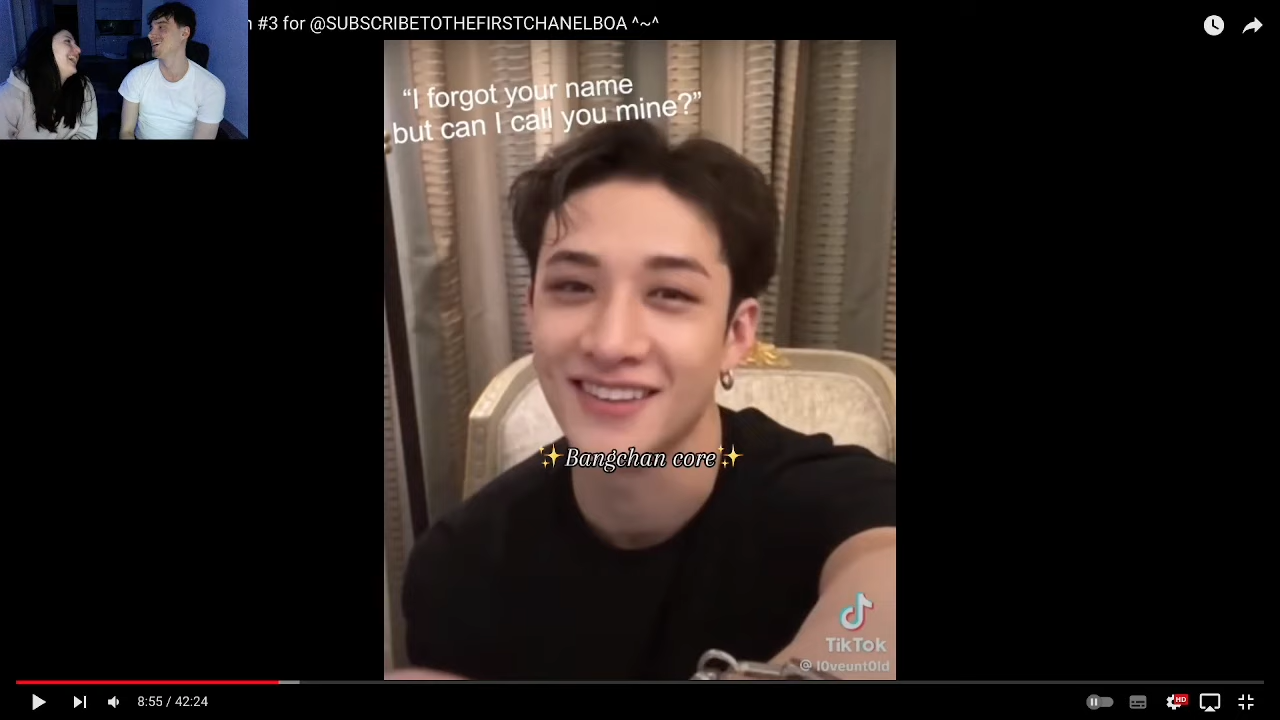 n #3 for @SUBSCRIBETOTHEFIRSTCHANELBOA ^~^
“I forgot your name
but can I call you mine?”
✨Bangchan core✨
TikTok
@ l0veunt0ld
8:55 / 42:24
HD